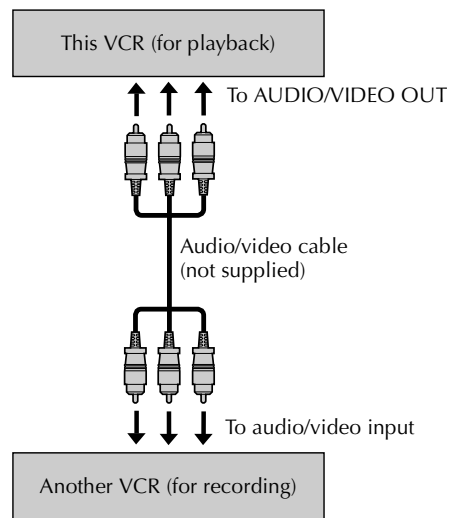 This VCR (for playback)
To AUDIO/VIDEO OUT
Audio/video cable
(not supplied)
To audio/video input
Another VCR (for recording)